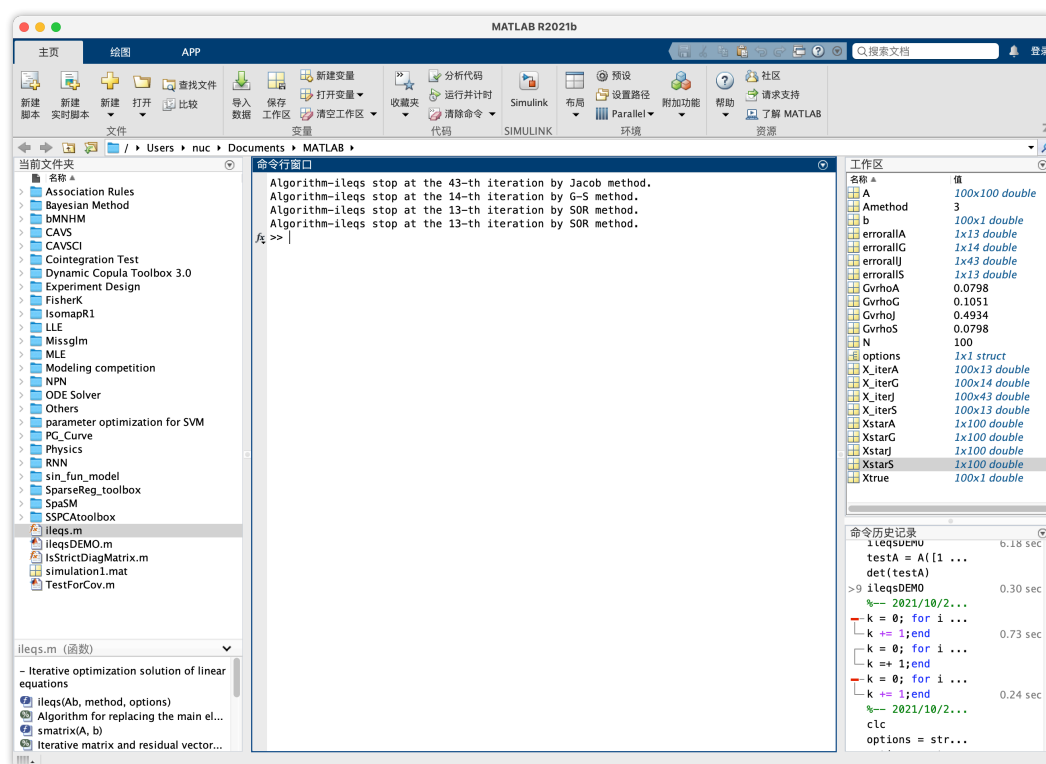 MATLAB R2021b
主页 绘图 APP
搜索文档
登录
新建脚本
新建实时脚本
新建
打开
查找文件
比较
文件
导入数据
保存工作区
新建变量
打开变量
清空工作区
变量
收藏夹
分析代码
运行并计时
清除命令
代码
Simulink
SIMULINK
布局
预设
设置路径
Parallel
附加功能
环境
帮助
社区
请求支持
了解 MATLAB
资源
/ Users nuc Documents MATLAB
当前文件夹
名称
Association Rules
Bayesian Method
bMNHM
CAVS
CAVSCI
Cointegration Test
Dynamic Copula Toolbox 3.0
Experiment Design
FisherK
IsomapR1
LLE
Missglm
MLE
Modeling competition
NPN
ODE Solver
Others
parameter optimization for SVM
PG_Curve
Physics
RNN
sin_fun_model
SparseReg_toolbox
SpaSM
SSPCAtoolbox
ileqs.m
ileqsDEMO.m
IsStrictDiagMatrix.m
simulation1.mat
TestForCov.m
ileqs.m (函数)
– Iterative optimization solution of linear
equations
ileqs(Ab, method, options)
Algorithm for replacing the main el...
smatrix(A, b)
Iterative matrix and residual vector...
命令行窗口
Algorithm-ileqs stop at the 43-th iteration by Jacob method.
Algorithm-ileqs stop at the 14-th iteration by G-S method.
Algorithm-ileqs stop at the 13-th iteration by SOR method.
Algorithm-ileqs stop at the 13-th iteration by SOR method.
fx >>
工作区
名称 值
A 100x100 double
Amethod 3
b 100x1 double
errorallA 1x13 double
errorallG 1x14 double
errorallJ 1x43 double
errorallS 1x13 double
GvrhoA 0.0798
GvrhoG 0.1051
GvrhoJ 0.4934
GvrhoS 0.0798
N 100
options 1x1 struct
X_iterA 100x13 double
X_iterG 100x14 double
X_iterJ 100x43 double
X_iterS 100x13 double
XstarA 1x100 double
XstarG 1x100 double
XstarJ 1x100 double
XstarS 1x100 double
Xtrue 100x1 double
命令历史记录
ileqsDEMO 6.18 sec
testA = A([1 ...
det(testA)
>9 ileqsDEMO 0.30 sec
%-- 2021/10/2...
k = 0; for i ...
k += 1;end 0.73 sec
k = 0; for i ...
k =+ 1;end
k = 0; for i ...
k += 1;end 0.24 sec
%-- 2021/10/2...
clc
options = str...